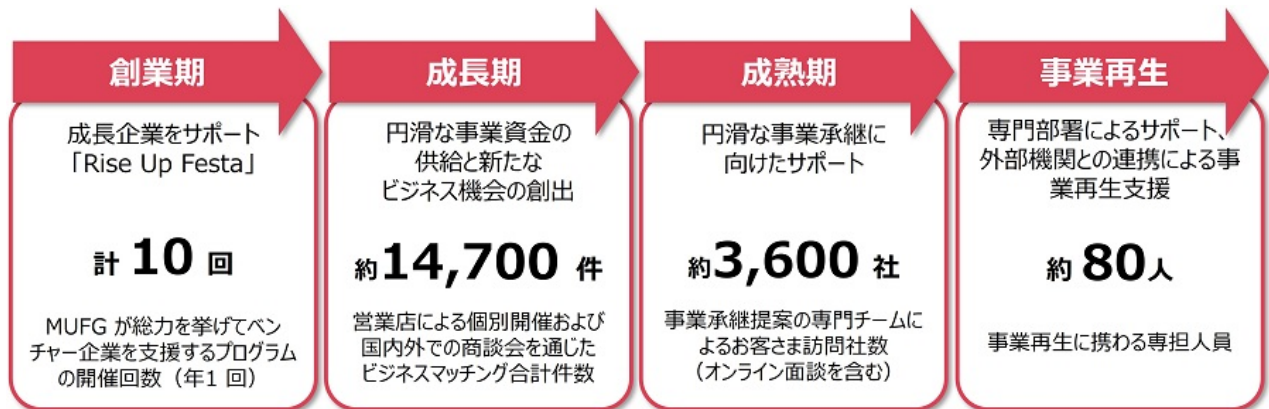 創業期
成長企業をサポート
「Rise Up Festa」
計 10 回
MUFG が総力を挙げてベン
チャー企業を支援するプログラム
の開催回数（年1 回）
成長期
円滑な事業資金の
供給と新たな
ビジネス機会の創出
約14,700 件
営業店による個別開催および
国内外での商談会を通じた
ビジネスマッチング合計件数
成熟期
円滑な事業承継に
向けたサポート
約3,600 社
事業承継提案の専門チームに
よるお客さま訪問社数
（オンライン面談を含む）
事業再生
専門部署によるサポート、
外部機関との連携による事
業再生支援
約 80人
事業再生に携わる専担人員